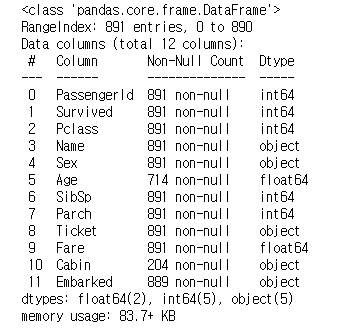 <class 'pandas.core.frame.DataFrame'>
RangeIndex: 891 entries, 0 to 890
Data columns (total 12 columns):
 #   Column       Non-Null Count  Dtype
---  ------       --------------  -----
 0   PassengerId  891 non-null    int64
 1   Survived     891 non-null    int64
 2   Pclass       891 non-null    int64
 3   Name         891 non-null    object
 4   Sex          891 non-null    object
 5   Age          714 non-null    float64
 6   SibSp        891 non-null    int64
 7   Parch        891 non-null    int64
 8   Ticket       891 non-null    object
 9   Fare         891 non-null    float64
 10  Cabin        204 non-null    object
 11  Embarked     889 non-null    object
dtypes: float64(2), int64(5), object(5)
memory usage: 83.7+ KB